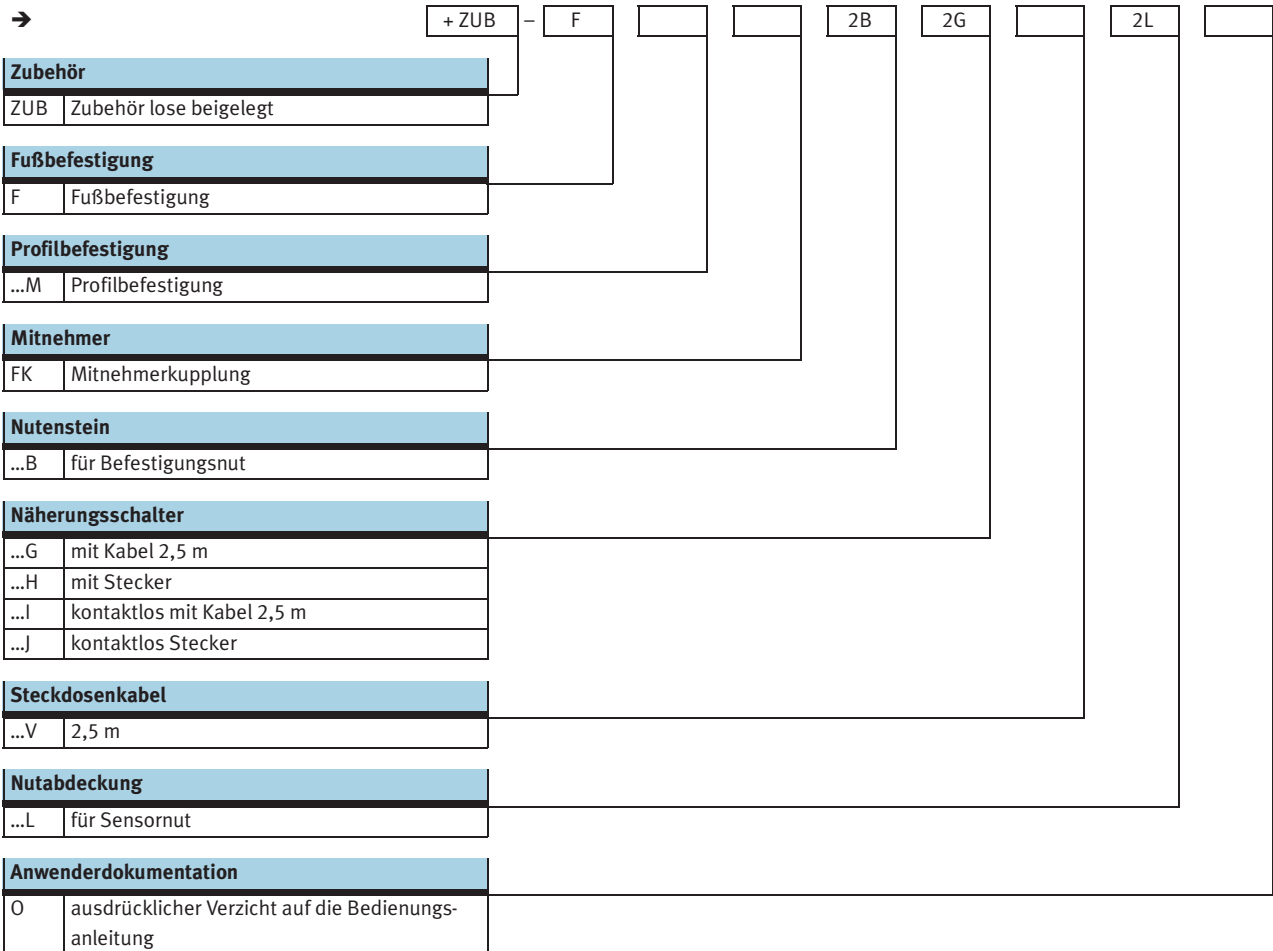 ➔ + ZUB – F 2B 2G 2L
Zubehör
ZUB Zubehör lose beigelegt
Fußbefestigung
F Fußbefestigung
Profilbefestigung
...M Profilbefestigung
Mitnehmer
FK Mitnehmerkupplung
Nutenstein
...B für Befestigungsnut
Näherungsschalter
...G mit Kabel 2,5 m
...H mit Stecker
...I kontaktlos mit Kabel 2,5 m
...J kontaktlos Stecker
Steckdosenkabel
...V 2,5 m
Nutabdeckung
...L für Sensornut
Anwenderdokumentation
O ausdrücklicher Verzicht auf die Bedienungs-
anleitung